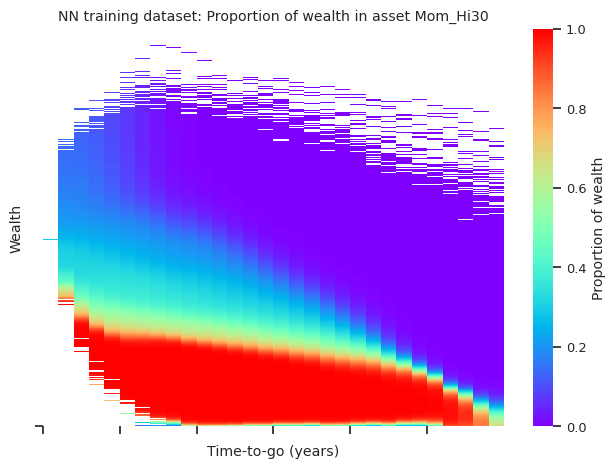 NN training dataset: Proportion of wealth in asset Mom_Hi30
Wealth
Time-to-go (years)
1.0
0.8
0.6
0.4
0.2
0.0
Proportion of wealth